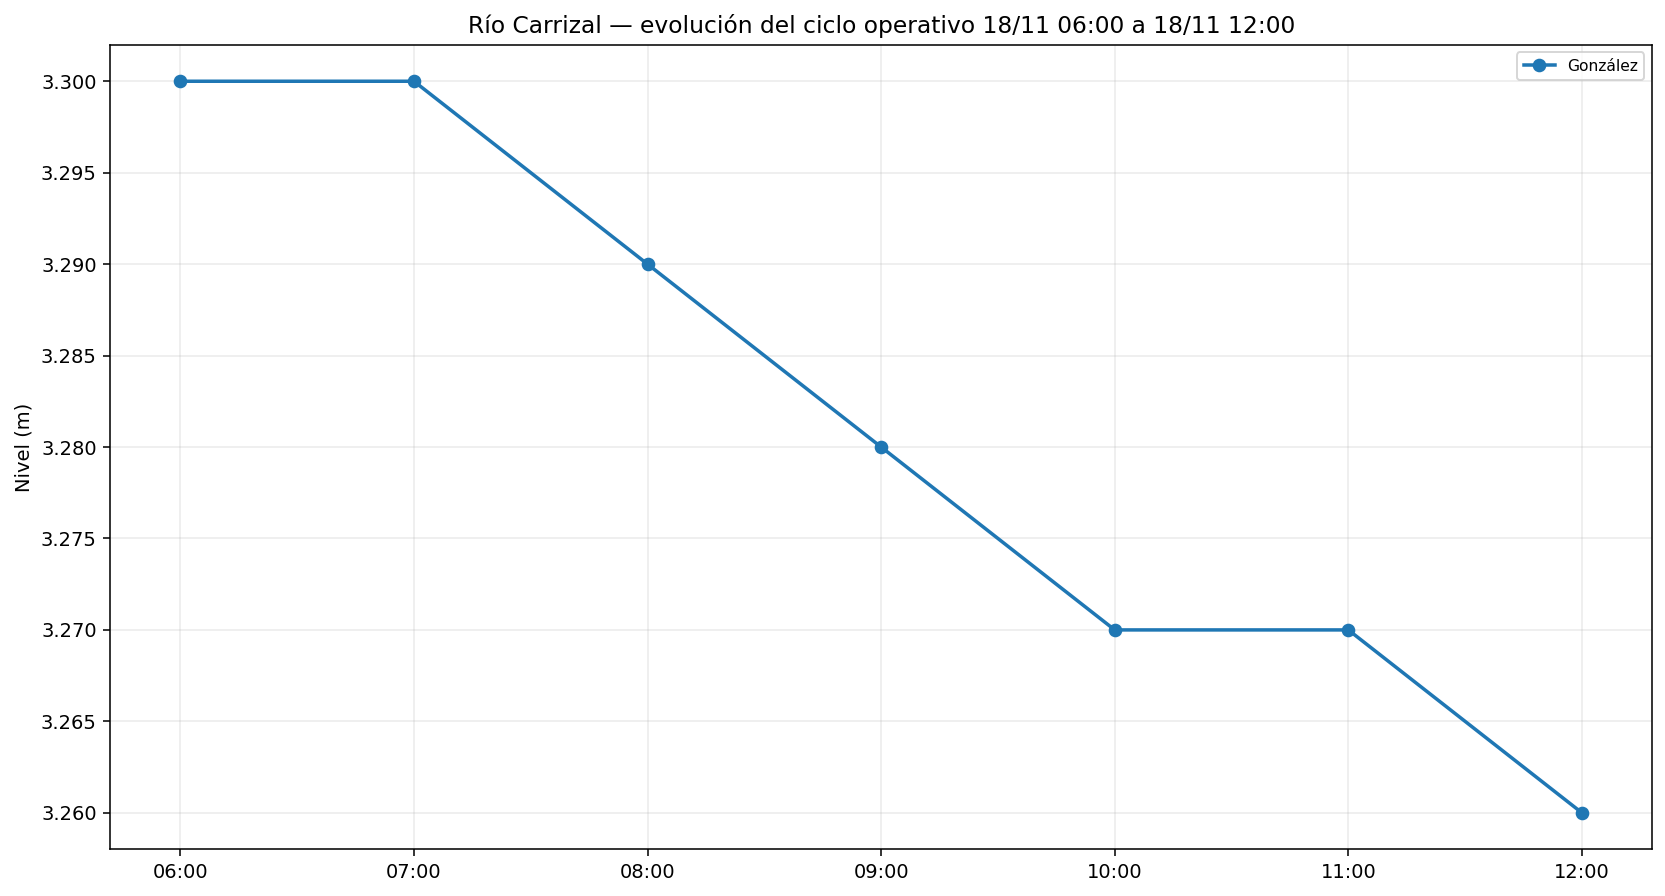 Río Carrizal — evolución del ciclo operativo 18/11 06:00 a 18/11 12:00
González
Nivel (m)
3.300
3.295
3.290
3.285
3.280
3.275
3.270
3.265
3.260
06:00 07:00 08:00 09:00 10:00 11:00 12:00